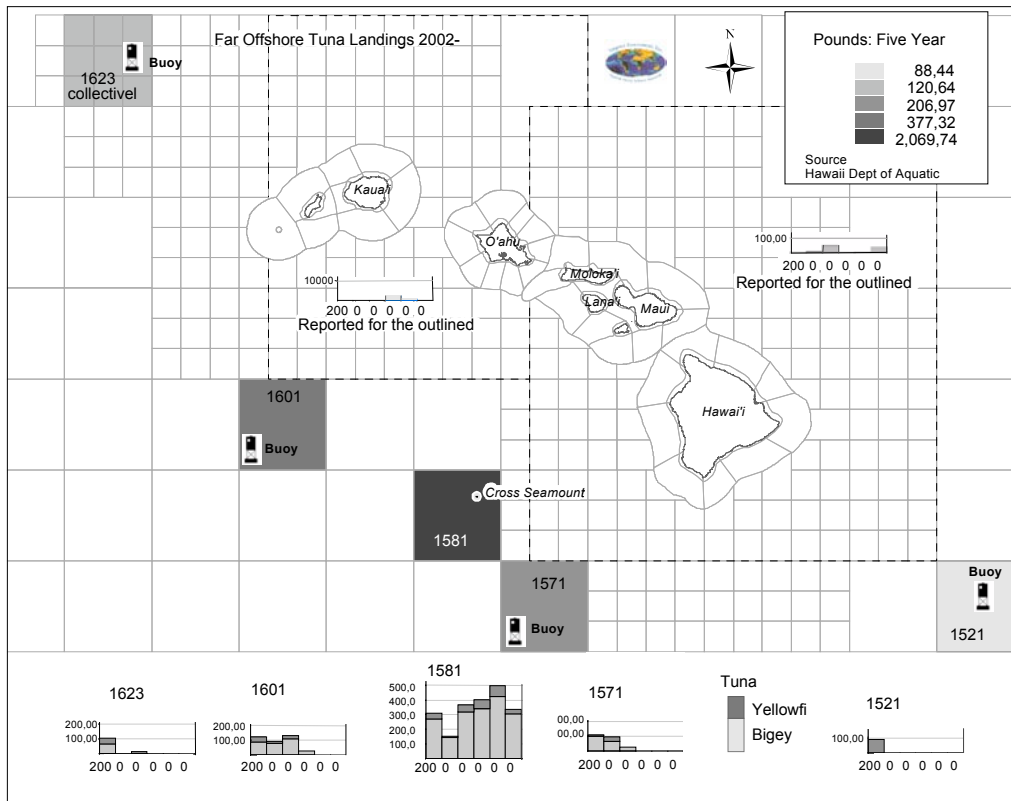 Far Offshore Tuna Landings 2002-
N
Pounds: Five Year
88,44
120,64
206,97
377,32
2,069,74
Source
Hawaii Dept of Aquatic
Buoy
1623
collectivel
Kaua'i
O'ahu
Moloka'i
Lana'i
Maui
Hawai'i
100,00
200 0 0 0 0 0
Reported for the outlined
10000
200 0 0 0 0 0
Reported for the outlined
1601
Buoy
Cross Seamount
1581
1571
Buoy
Buoy
1521
1623
200,00
100,00
200 0 0 0 0 0
1601
200,00
100,00
200 0 0 0 0 0
1581
500,0
400,0
300,0
200,0
100,0
200 0 0 0 0 0
1571
00,00
00,00
200 0 0 0 0 0
Tuna
Yellowfi
Bigey
1521
100,00
200 0 0 0 0 0